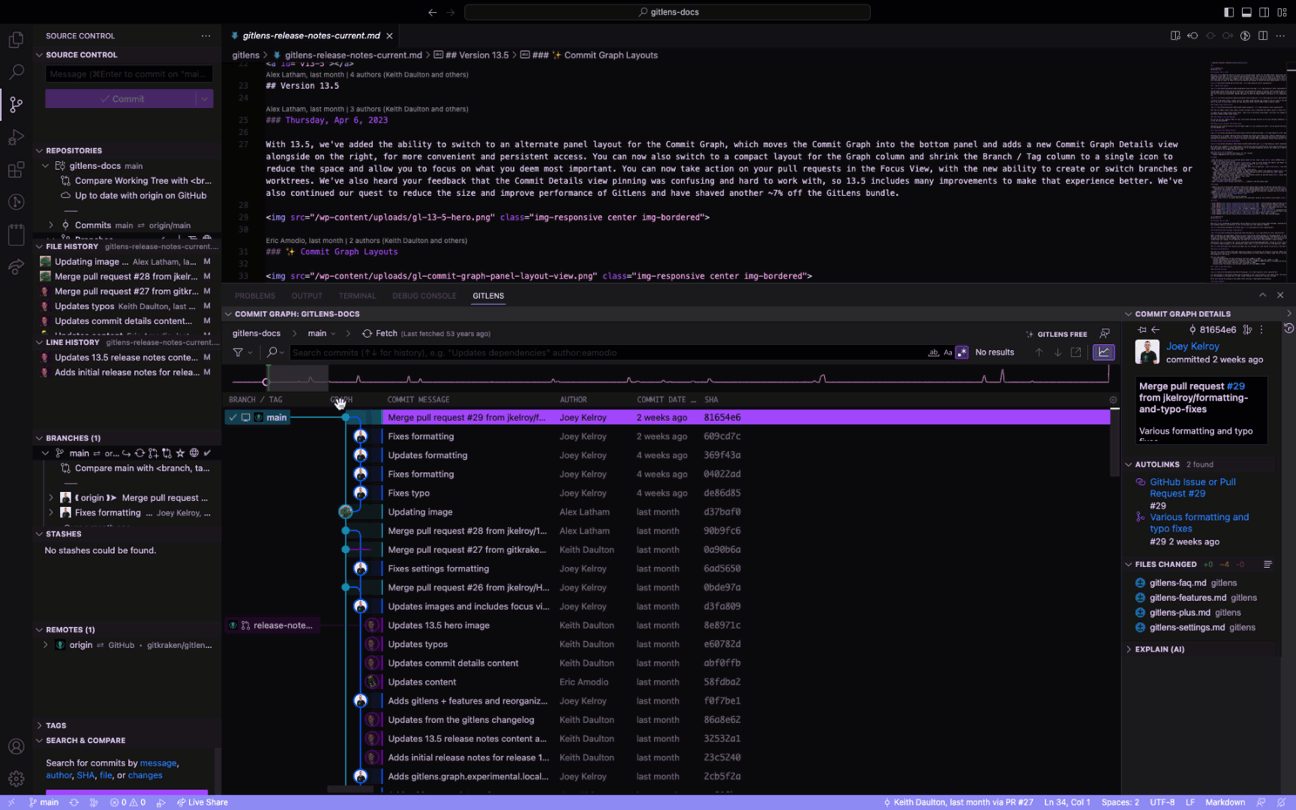 gitlens-docs
SOURCE CONTROL
SOURCE CONTROL
Message (⌘Enter to commit on "mai...
Commit
REPOSITORIES
gitlens-docs main
Compare Working Tree with <br...
Up to date with origin on GitHub
Commits main ⇌ origin/main
FILE HISTORY gitlens-release-notes-current....
Updating image ... Alex Latham, la... M
Merge pull request #28 from jkelr... M
Merge pull request #27 from gitkr... M
Updates typos Keith Daulton, last ... M
Updates commit details content... M
LINE HISTORY gitlens-release-notes-current...
Updates 13.5 release notes conte... M
Adds initial release notes for relea... M
BRANCHES (1)
main ⇌ or...
Compare main with <branch, ta...
origin Merge pull request ...
Fixes formatting ... Joey Kelroy, ...
STASHES
No stashes could be found.
REMOTES (1)
origin ⇌ GitHub • gitkraken/gitlen...
TAGS
SEARCH & COMPARE
Search for commits by message,
author, SHA, file, or changes
gitlens-release-notes-current.md
gitlens > gitlens-release-notes-current.md > ## Version 13.5 > ### ✨ Commit Graph Layouts
22 <a id="v13-5"></a>
Alex Latham, last month | 4 authors (Keith Daulton and others)
23 ## Version 13.5
24
Alex Latham, last month | 3 authors (Keith Daulton and others)
25 ### Thursday, Apr 6, 2023
26
27 With 13.5, we've added the ability to switch to an alternate panel layout for the Commit Graph, which moves the Commit Graph into the bottom panel and adds a new Commit Graph Details view
alongside on the right, for more convenient and persistent access. You can now also switch to a compact layout for the Graph column and shrink the Branch / Tag column to a single icon to
reduce the space and allow you to focus on what you deem most important. You can now take action on your pull requests in the Focus View, with the new ability to create or switch branches or
worktrees. We've also heard your feedback that the Commit Details view pinning was confusing and hard to work with, so 13.5 includes many improvements to make that experience better. We've
also continued our quest to reduce the size and improve performance of GitLens and have shaved another ~7% off the GitLens bundle.
28
29 <img src="/wp-content/uploads/gl-13-5-hero.png" class="img-responsive center img-bordered">
30
Eric Amodio, last month | 2 authors (Keith Daulton and others)
31 ### ✨ Commit Graph Layouts
32
33 <img src="/wp-content/uploads/gl-commit-graph-panel-layout-view.png" class="img-responsive center img-bordered">
PROBLEMS OUTPUT TERMINAL DEBUG CONSOLE GITLENS
COMMIT GRAPH: GITLENS-DOCS
gitlens-docs > main > Fetch (Last fetched 53 years ago) GITLENS FREE
Search commits (↑↓ for history), e.g. "Updates dependencies" author:eamodio ab. Aa .* No results
BRANCH / TAG GRAPH COMMIT MESSAGE AUTHOR COMMIT DATE ... SHA
main Merge pull request #29 from jkelroy/f... Joey Kelroy 2 weeks ago 81654e6
Fixes formatting Joey Kelroy 2 weeks ago 609cd7c
Updates formatting Joey Kelroy 4 weeks ago 369f43a
Fixes formatting Joey Kelroy 4 weeks ago 04022ad
Fixes typo Joey Kelroy 4 weeks ago de86d85
Updating image Alex Latham last month d37baf0
Merge pull request #28 from jkelroy/1... Alex Latham last month 90b9fc6
Merge pull request #27 from gitkrake... Keith Daulton last month 0a90b6a
Fixes settings formatting Joey Kelroy last month 6ad5650
Merge pull request #26 from jkelroy/H... Keith Daulton last month 0bde97a
Updates images and includes focus vi... Joey Kelroy last month d3fa809
release-note... Updates 13.5 hero image Keith Daulton last month 8e8971c
Updates typos Keith Daulton last month e60782d
Updates commit details content Keith Daulton last month abf0ffb
Updates content Eric Amodio last month 58fdba2
Adds gitlens + features and reorganiz... Joey Kelroy last month f0f7be1
Updates from the gitlens changelog Keith Daulton last month 86a8e62
Updates 13.5 release notes content a... Keith Daulton last month 32532a1
Adds initial release notes for release 1... Keith Daulton last month 23c5240
Adds gitlens.graph.experimental.local... Joey Kelroy last month 2cb5f2a
COMMIT GRAPH DETAILS
81654e6
Joey Kelroy
committed 2 weeks ago
Merge pull request #29
from jkelroy/formatting-
and-typo-fixes
Various formatting and typo
fixes
AUTOLINKS 2 found
GitHub Issue or Pull
Request #29
#29
Various formatting and
typo fixes
#29 2 weeks ago
FILES CHANGED +0 ~4 -0
gitlens-faq.md gitlens
gitlens-features.md gitlens
gitlens-plus.md gitlens
gitlens-settings.md gitlens
EXPLAIN (AI)
main 0 0 Live Share Keith Daulton, last month via PR #27 Ln 34, Col 1 Spaces: 2 UTF-8 LF Markdown